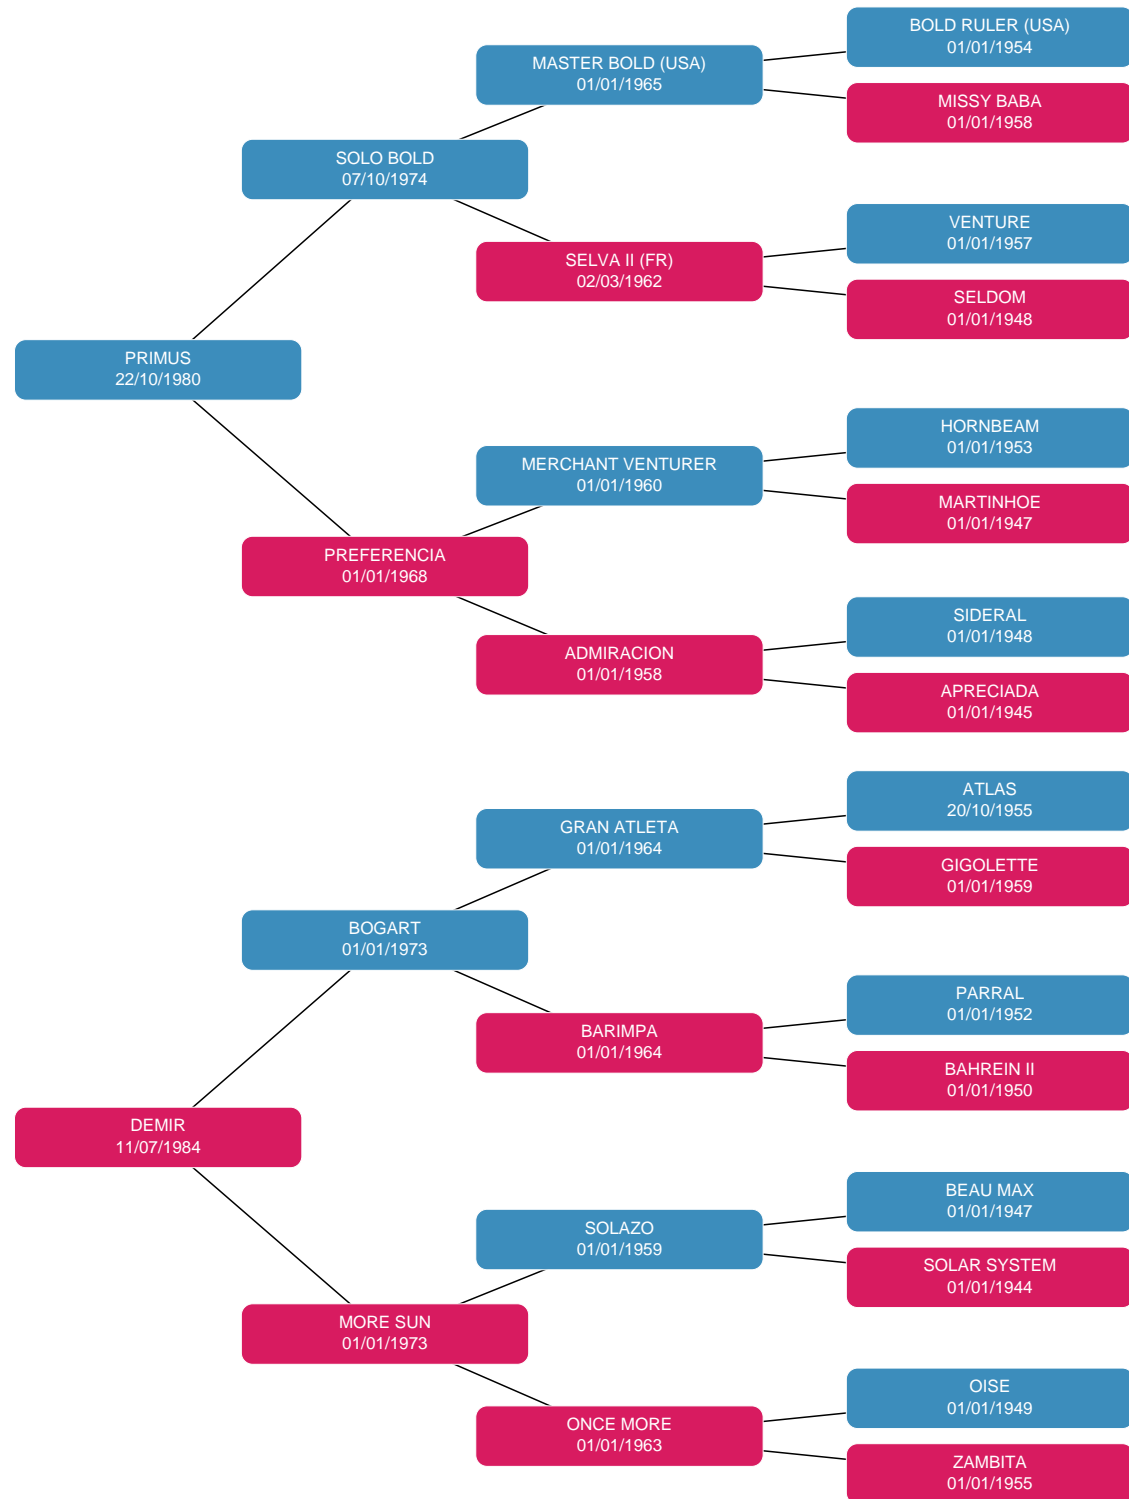 BOLD RULER (USA)
01/01/1954
MASTER BOLD (USA)
01/01/1965
MISSY BABA
01/01/1958
SOLO BOLD
07/10/1974
VENTURE
01/01/1957
SELVA II (FR)
02/03/1962
SELDOM
01/01/1948
PRIMUS
22/10/1980
HORNBEAM
01/01/1953
MERCHANT VENTURER
01/01/1960
MARTINHOE
01/01/1947
PREFERENCIA
01/01/1968
SIDERAL
01/01/1948
ADMIRACION
01/01/1958
APRECIADA
01/01/1945
ATLAS
20/10/1955
GRAN ATLETA
01/01/1964
GIGOLETTE
01/01/1959
BOGART
01/01/1973
PARRAL
01/01/1952
BARIMPA
01/01/1964
BAHREIN II
01/01/1950
DEMIR
11/07/1984
BEAU MAX
01/01/1947
SOLAZO
01/01/1959
SOLAR SYSTEM
01/01/1944
MORE SUN
01/01/1973
OISE
01/01/1949
ONCE MORE
01/01/1963
ZAMBITA
01/01/1955